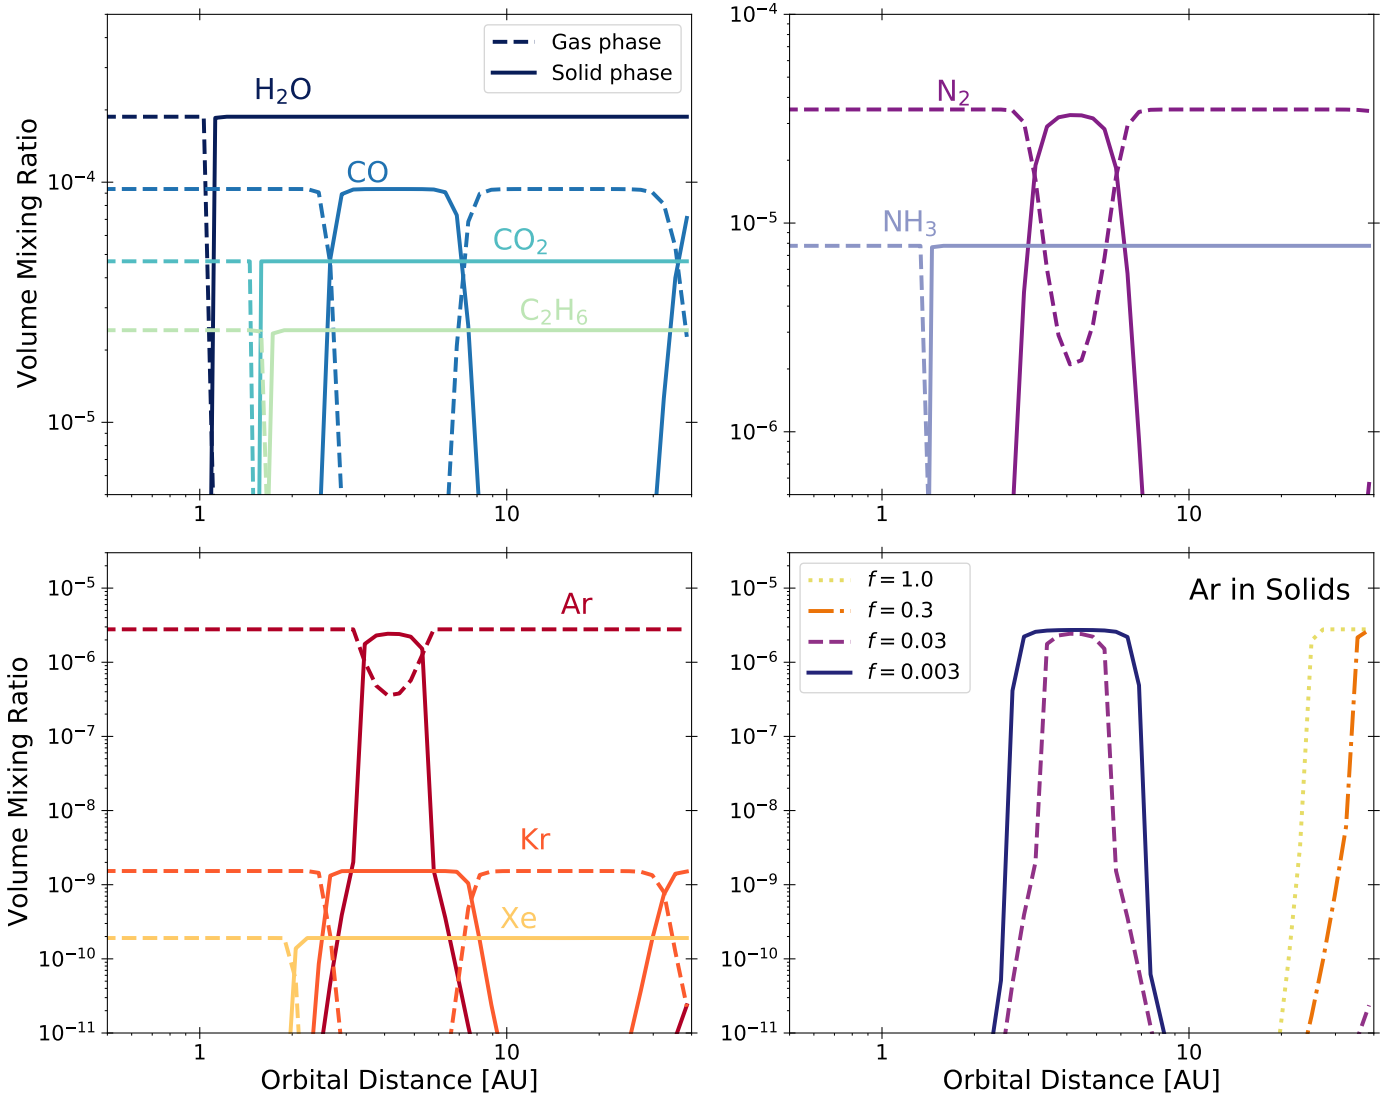 Gas phase
Solid phase
H₂O
CO
CO₂
C₂H₆
Volume Mixing Ratio
10⁻⁴
10⁻⁵
1
10
N₂
NH₃
10⁻⁴
10⁻⁵
10⁻⁶
1
10
Ar
Kr
Xe
Volume Mixing Ratio
10⁻⁵
10⁻⁶
10⁻⁷
10⁻⁸
10⁻⁹
10⁻¹⁰
10⁻¹¹
1
10
Orbital Distance [AU]
f = 1.0
f = 0.3
f = 0.03
f = 0.003
Ar in Solids
10⁻⁵
10⁻⁶
10⁻⁷
10⁻⁸
10⁻⁹
10⁻¹⁰
10⁻¹¹
1
10
Orbital Distance [AU]